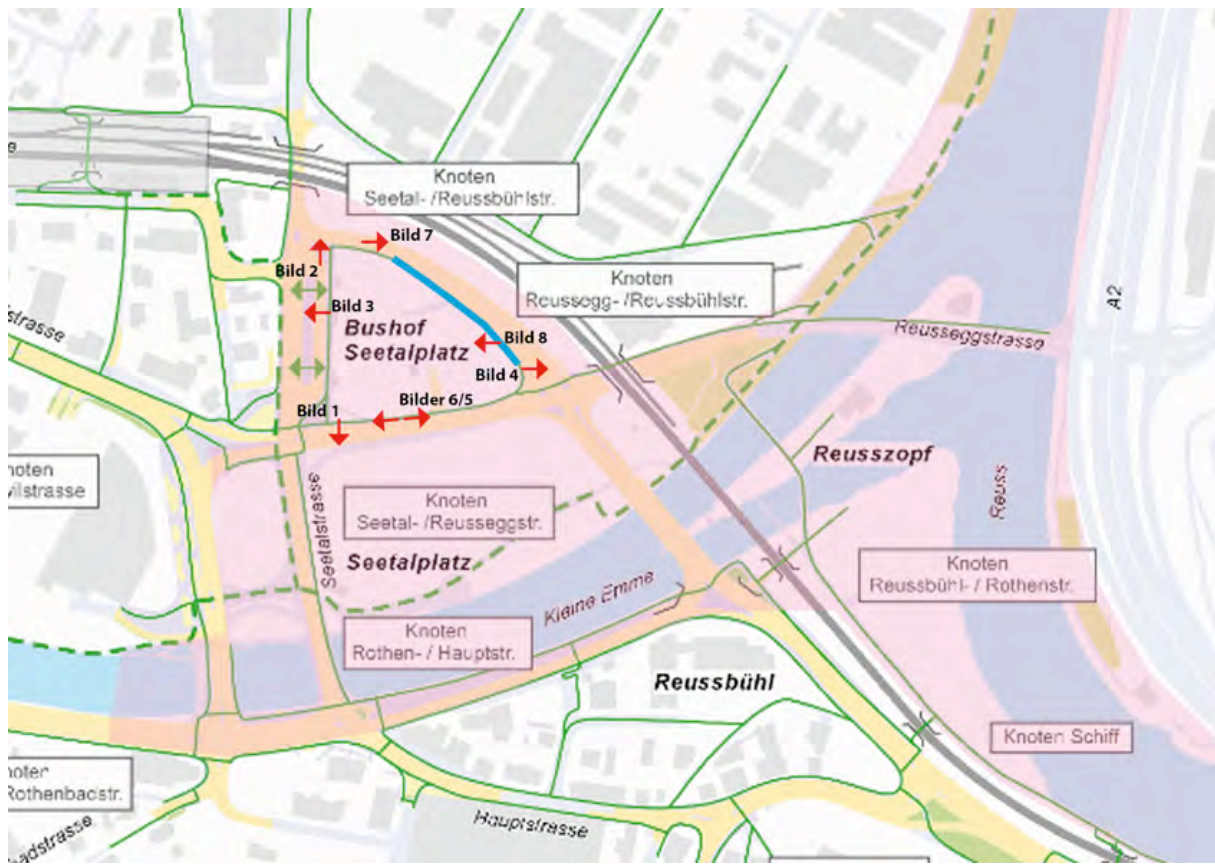 Knoten
Seetal- /Reussbühlstr.
Bild 7
Bild 2
Knoten
Reussegg- /Reussbühlstr.
A2
Bild 3
Bushof
Seetalplatz
Bild 8
Reusseggstrasse
Bild 4
Bild 1
Bilder 6/5
Reusszopf
Seetalstrasse
Knoten
Seetal- /Reusseggstr.
Reuss
Seetalplatz
Knoten
Reussbühl- / Rothenstr.
Kleine Emme
Knoten
Rothen- / Hauptstr.
Reussbühl
Knoten Schiff
Rothenbadstr.
Hauptstrasse